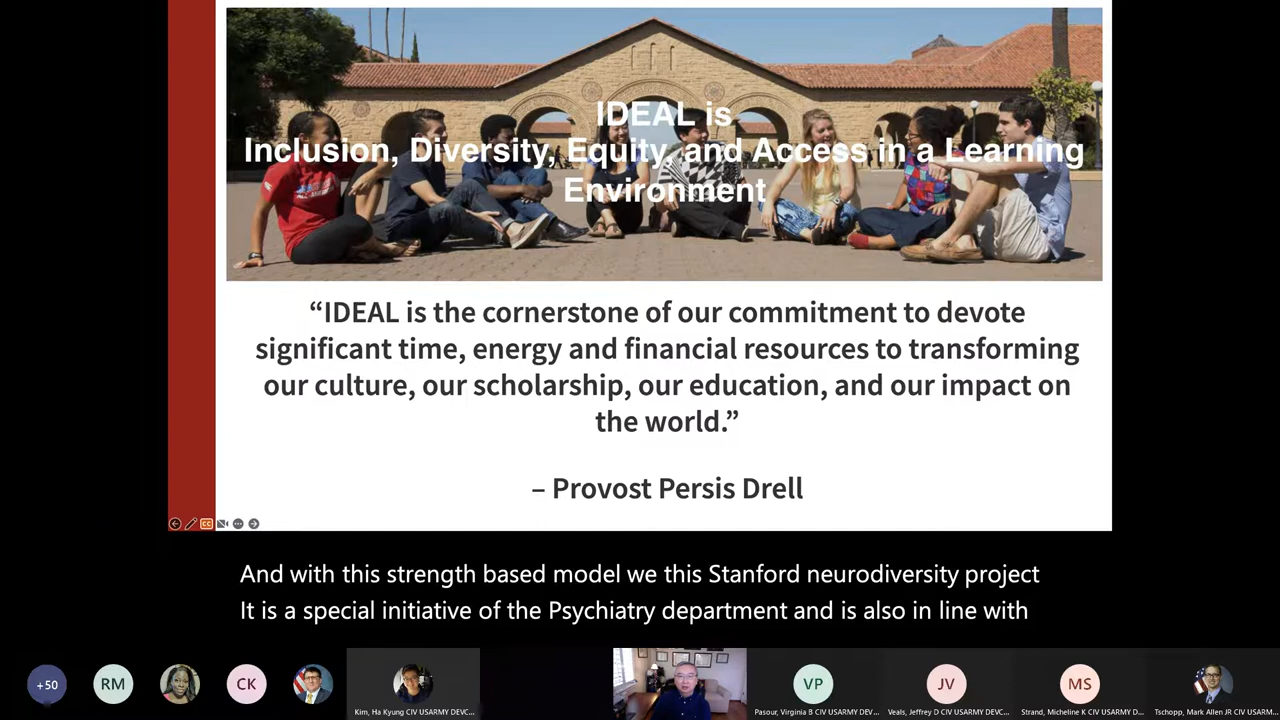 IDEAL is
Inclusion, Diversity, Equity, and Access in a Learning
Environment
“IDEAL is the cornerstone of our commitment to devote
significant time, energy and financial resources to transforming
our culture, our scholarship, our education, and our impact on
the world.”
– Provost Persis Drell
CC
And with this strength based model we this Stanford neurodiversity project
It is a special initiative of the Psychiatry department and is also in line with
+50
RM
CK
VP
JV
MS
Kim, Ha Kyung CIV USARMY DEVC...
Pasour, Virginia B CIV USARMY DEV...
Veals, Jeffrey D CIV USARMY DEVC...
Strand, Micheline K CIV USARMY D...
Tschopp, Mark Allen JR CIV USARM...